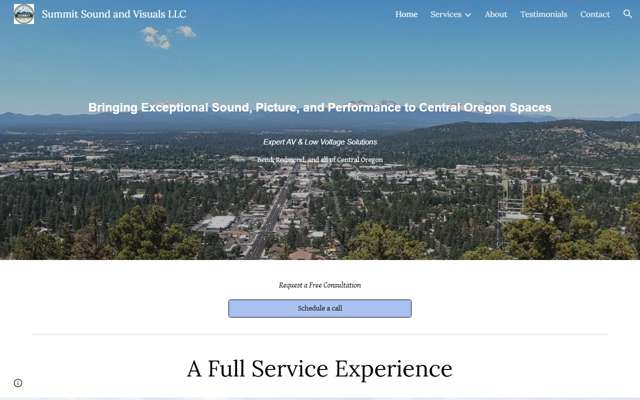 Summit Sound and Visuals LLC
Home
Services
About
Testimonials
Contact
Bringing Exceptional Sound, Picture, and Performance to Central Oregon Spaces
Expert AV & Low Voltage Solutions
Bend, Redmond, and all of Central Oregon
Request a Free Consultation
Schedule a call
A Full Service Experience